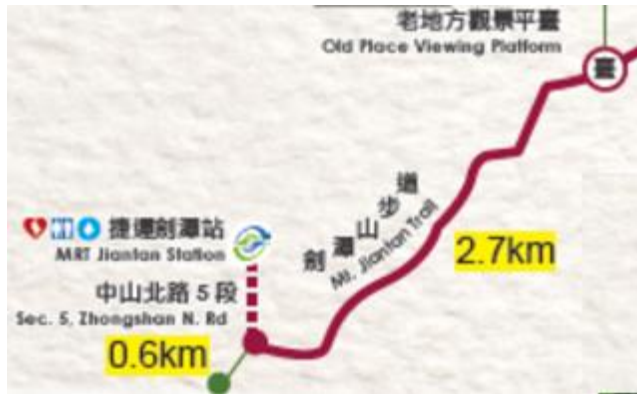 老地方觀景平臺
Old Place Viewing Platform
臺
劍潭山步道
Mt. Jiantan Trail
2.7km
捷運劍潭站
MRT Jiantan Station
中山北路 5 段
Sec. 5, Zhongshan N. Rd
0.6km